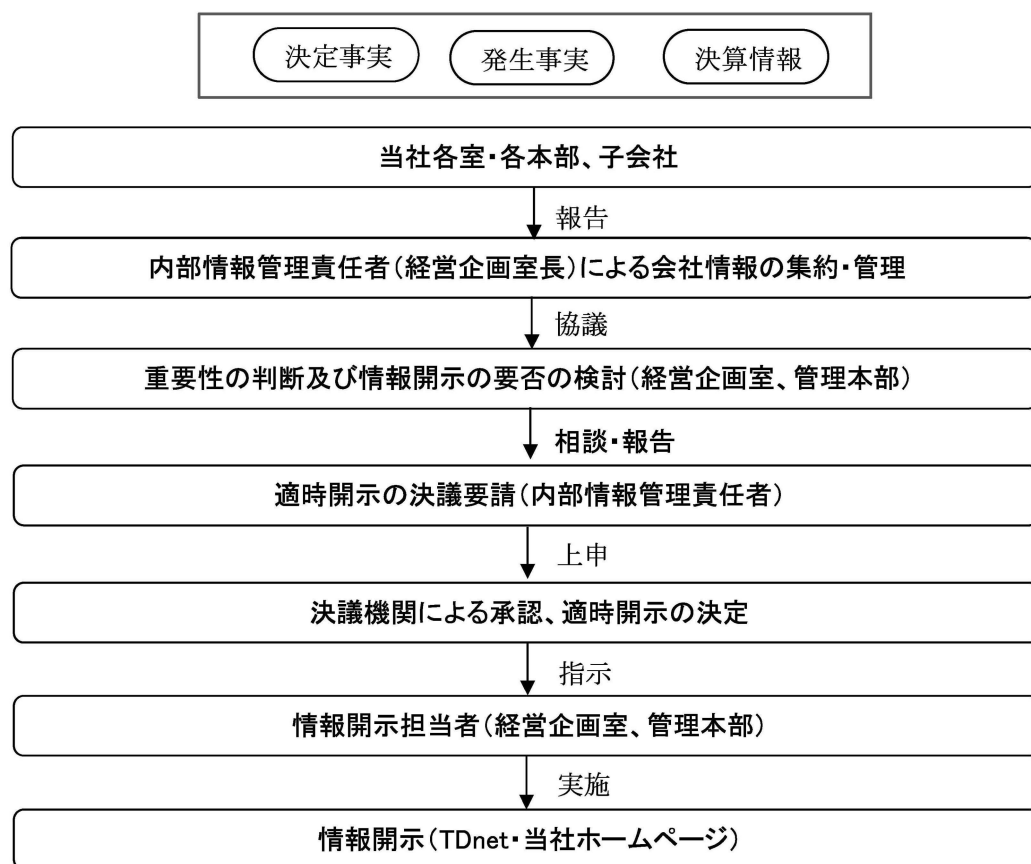 決定事実 発生事実 決算情報
当社各室・各本部、子会社
報告
内部情報管理責任者（経営企画室長）による会社情報の集約・管理
協議
重要性の判断及び情報開示の要否の検討（経営企画室、管理本部）
相談・報告
適時開示の決議要請（内部情報管理責任者）
上申
決議機関による承認、適時開示の決定
指示
情報開示担当者（経営企画室、管理本部）
実施
情報開示（TDnet・当社ホームページ）